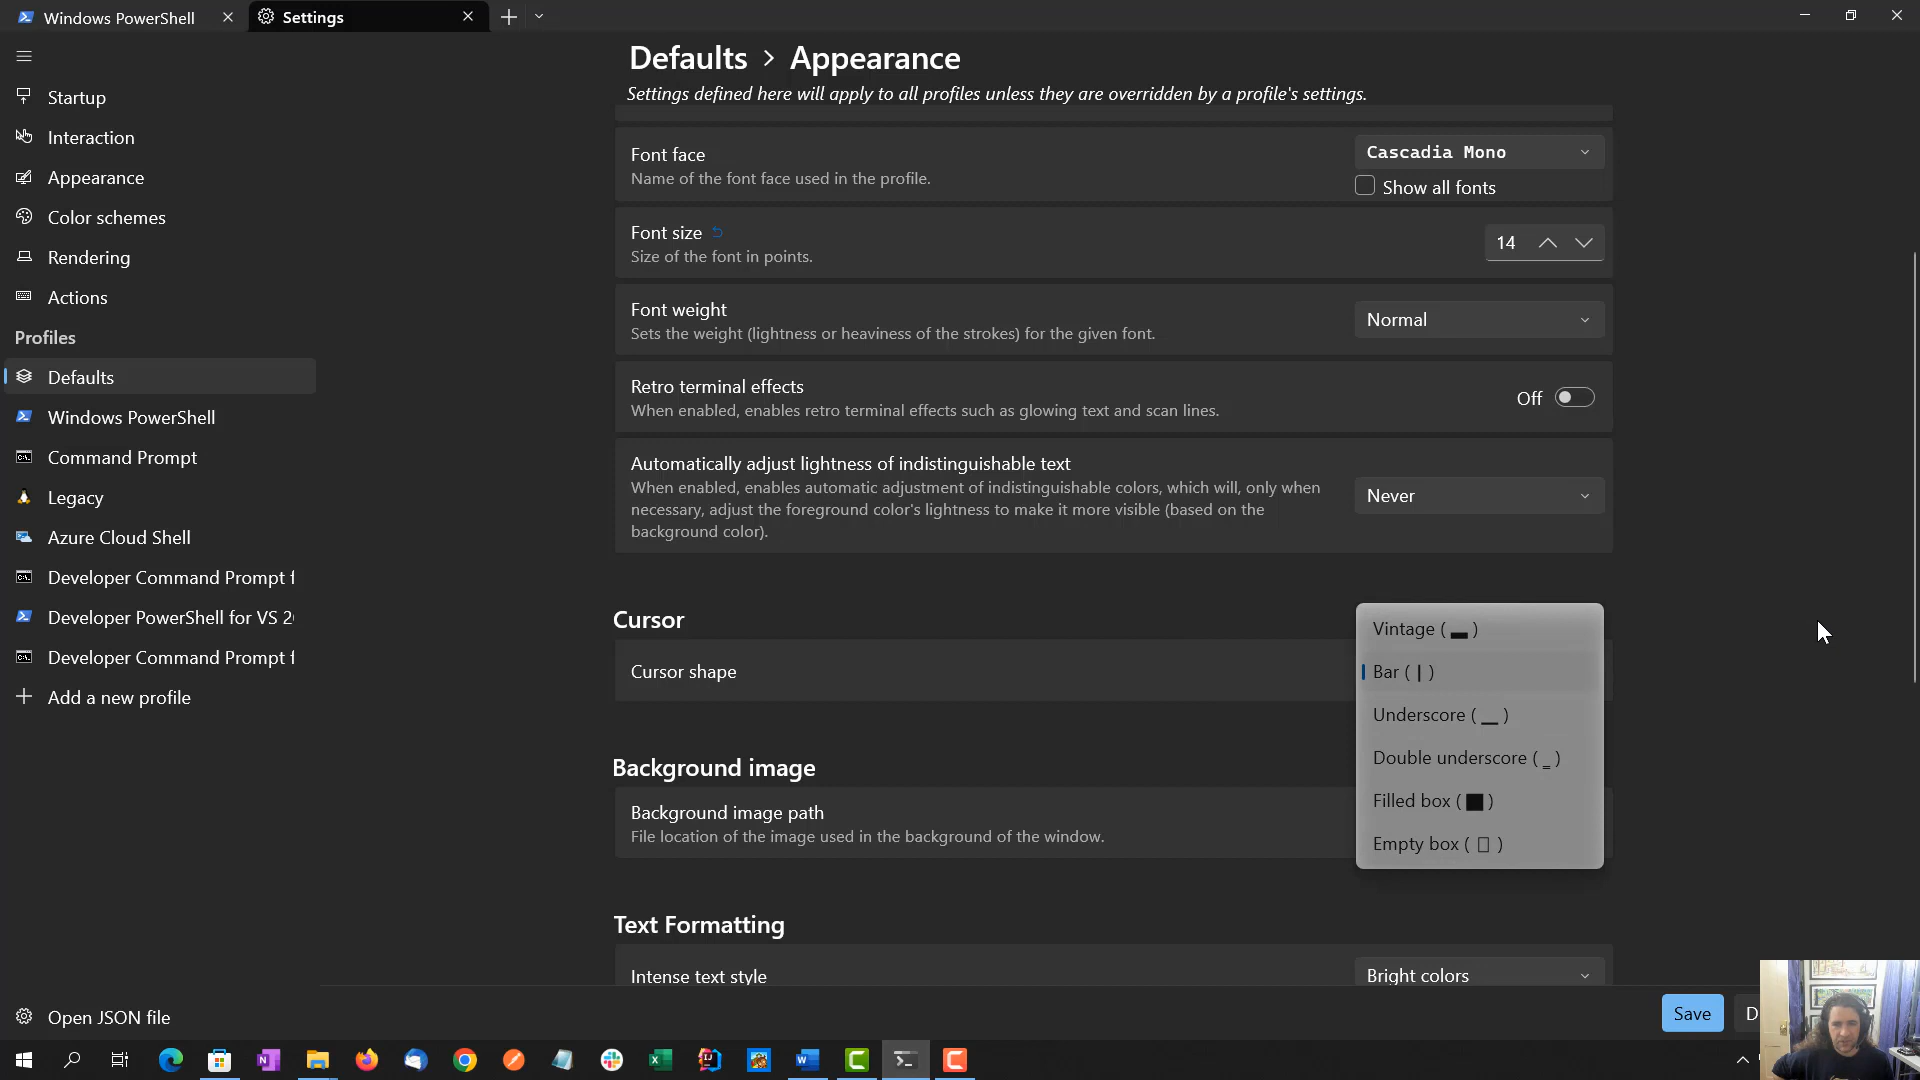 Windows PowerShell
Settings
Defaults > Appearance
Settings defined here will apply to all profiles unless they are overridden by a profile's settings.
Startup
Interaction
Appearance
Color schemes
Rendering
Actions
Profiles
Defaults
Windows PowerShell
Command Prompt
Legacy
Azure Cloud Shell
Developer Command Prompt f
Developer PowerShell for VS 2
Developer Command Prompt f
Add a new profile
Open JSON file
Font face
Name of the font face used in the profile.
Cascadia Mono
Show all fonts
Font size
Size of the font in points.
14
Font weight
Sets the weight (lightness or heaviness of the strokes) for the given font.
Normal
Retro terminal effects
When enabled, enables retro terminal effects such as glowing text and scan lines.
Off
Automatically adjust lightness of indistinguishable text
When enabled, enables automatic adjustment of indistinguishable colors, which will, only when
necessary, adjust the foreground color's lightness to make it more visible (based on the
background color).
Never
Cursor
Cursor shape
Vintage ( ▃ )
Bar ( ┃ )
Underscore ( ▁ )
Double underscore ( ‗ )
Filled box ( █ )
Empty box ( ▯ )
Background image
Background image path
File location of the image used in the background of the window.
Text Formatting
Intense text style
Bright colors
Save
D